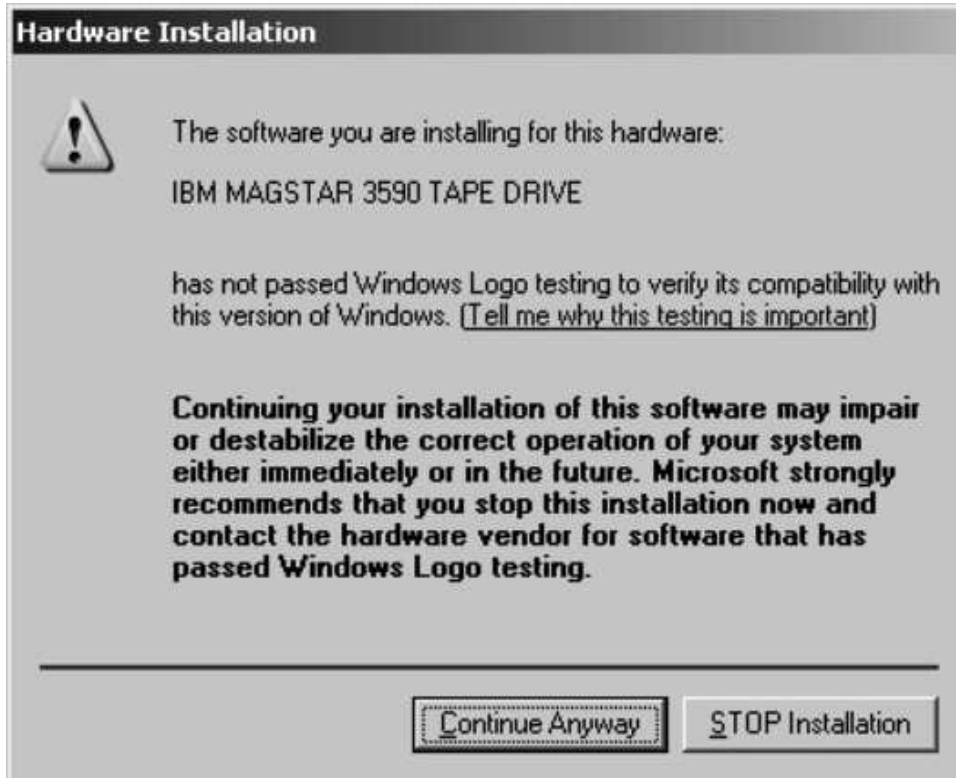 Hardware Installation
The software you are installing for this hardware:
IBM MAGSTAR 3590 TAPE DRIVE
has not passed Windows Logo testing to verify its compatibility with
this version of Windows. (Tell me why this testing is important)
Continuing your installation of this software may impair
or destabilize the correct operation of your system
either immediately or in the future. Microsoft strongly
recommends that you stop this installation now and
contact the hardware vendor for software that has
passed Windows Logo testing.
Continue Anyway
STOP Installation